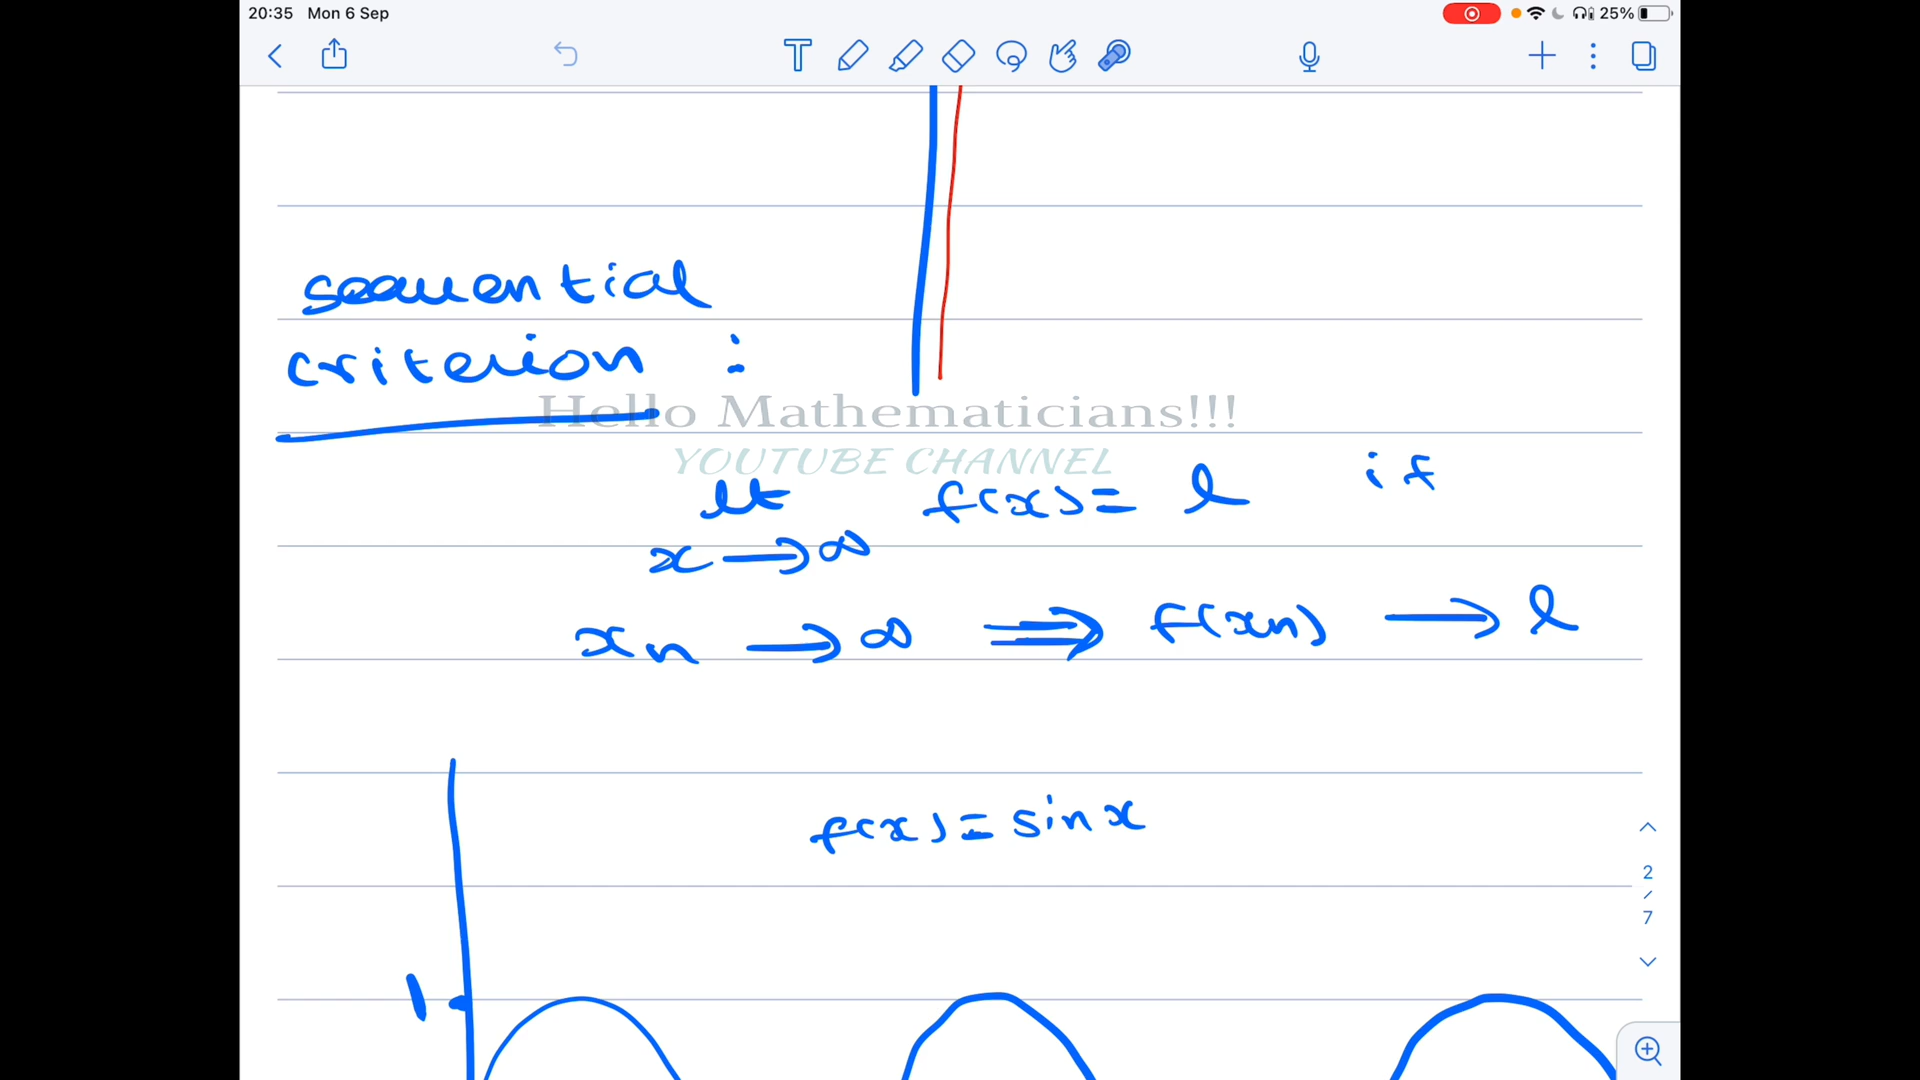 20:35 Mon 6 Sep 25%
T
sequential
criterion :
Hello Mathematicians!!!
YOUTUBE CHANNEL
lt f(x) = l if
x → ∞
xn → ∞ ⟹ f(xn) → l
f(x) = sin x
2
/
7
1